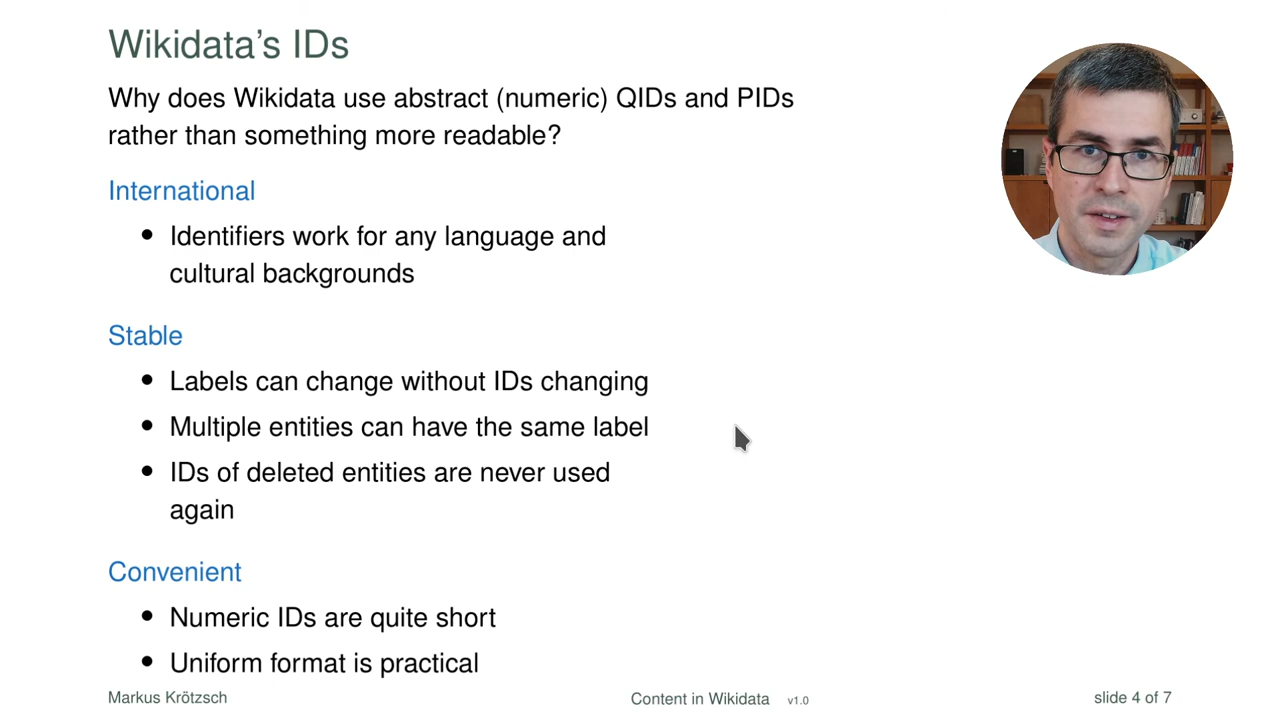 Wikidata's IDs
Why does Wikidata use abstract (numeric) QIDs and PIDs
rather than something more readable?
International
• Identifiers work for any language and
cultural backgrounds
Stable
• Labels can change without IDs changing
• Multiple entities can have the same label
• IDs of deleted entities are never used
again
Convenient
• Numeric IDs are quite short
• Uniform format is practical
Markus Krötzsch Content in Wikidata v1.0 slide 4 of 7